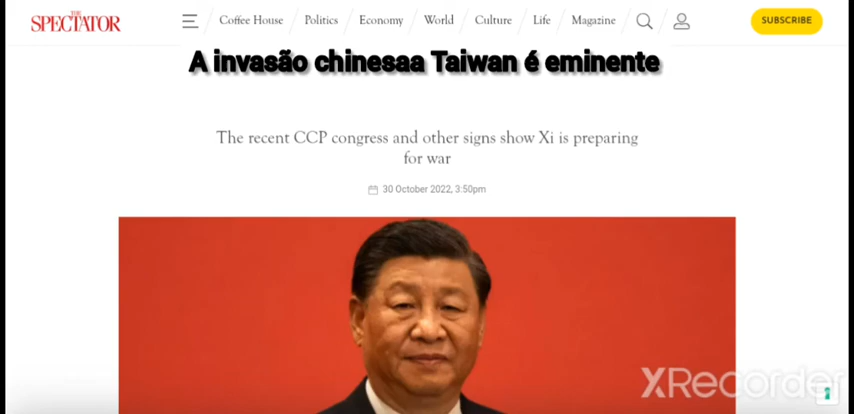 THE
SPECTATOR
Coffee House / Politics / Economy / World / Culture / Life / Magazine
SUBSCRIBE
A invasão chinesaa Taiwan é eminente
The recent CCP congress and other signs show Xi is preparing
for war
30 October 2022, 3:50pm
XRecorder